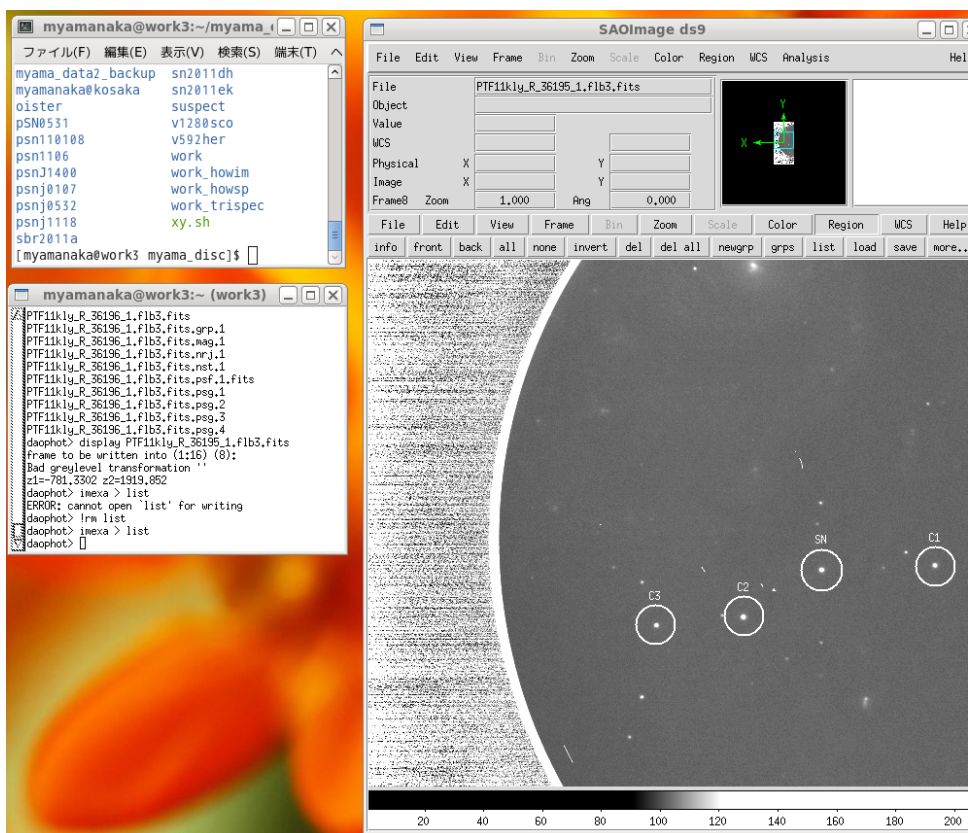 myamanaka@work3:~/myama_
ファイル(F) 編集(E) 表示(V) 検索(S) 端末(T) ヘ
myama_data2_backup sn2011dh
myamanaka@kosaka sn2011ek
oister suspect
pSN0531 v1280sco
psn110108 v592her
psn1106 work
psnJ1400 work_howim
psnj0107 work_howsp
psnj0532 work_trispec
psnj1118 xy.sh
sbr2011a
[myamanaka@work3 myama_disc]$
myamanaka@work3:~ (work3)
PTF11kly_R_36196_1.flb3.fits
PTF11kly_R_36196_1.flb3.fits.grp.1
PTF11kly_R_36196_1.flb3.fits.mag.1
PTF11kly_R_36196_1.flb3.fits.nrj.1
PTF11kly_R_36196_1.flb3.fits.nst.1
PTF11kly_R_36196_1.flb3.fits.psf.1.fits
PTF11kly_R_36196_1.flb3.fits.psg.1
PTF11kly_R_36196_1.flb3.fits.psg.2
PTF11kly_R_36196_1.flb3.fits.psg.3
PTF11kly_R_36196_1.flb3.fits.psg.4
daophot> display PTF11kly_R_36195_1.flb3.fits
frame to be written into (1:16) (8):
Bad greylevel transformation ''
z1=-781.3302 z2=1919.852
daophot> imexa > list
ERROR: cannot open `list' for writing
daophot> !rm list
daophot> imexa > list
daophot>
SAOImage ds9
File Edit View Frame Bin Zoom Scale Color Region WCS Analysis Hel
File PTF11kly_R_36195_1.flb3.fits
Object
Value
WCS
Physical X Y
Image X Y
Frame8 Zoom 1.000 Ang 0.000
Y
X
File Edit View Frame Bin Zoom Scale Color Region WCS Help
info front back all none invert del del all newgrp grps list load save more..
SN
C1
C2
C3
20 40 60 80 100 120 140 160 180 200